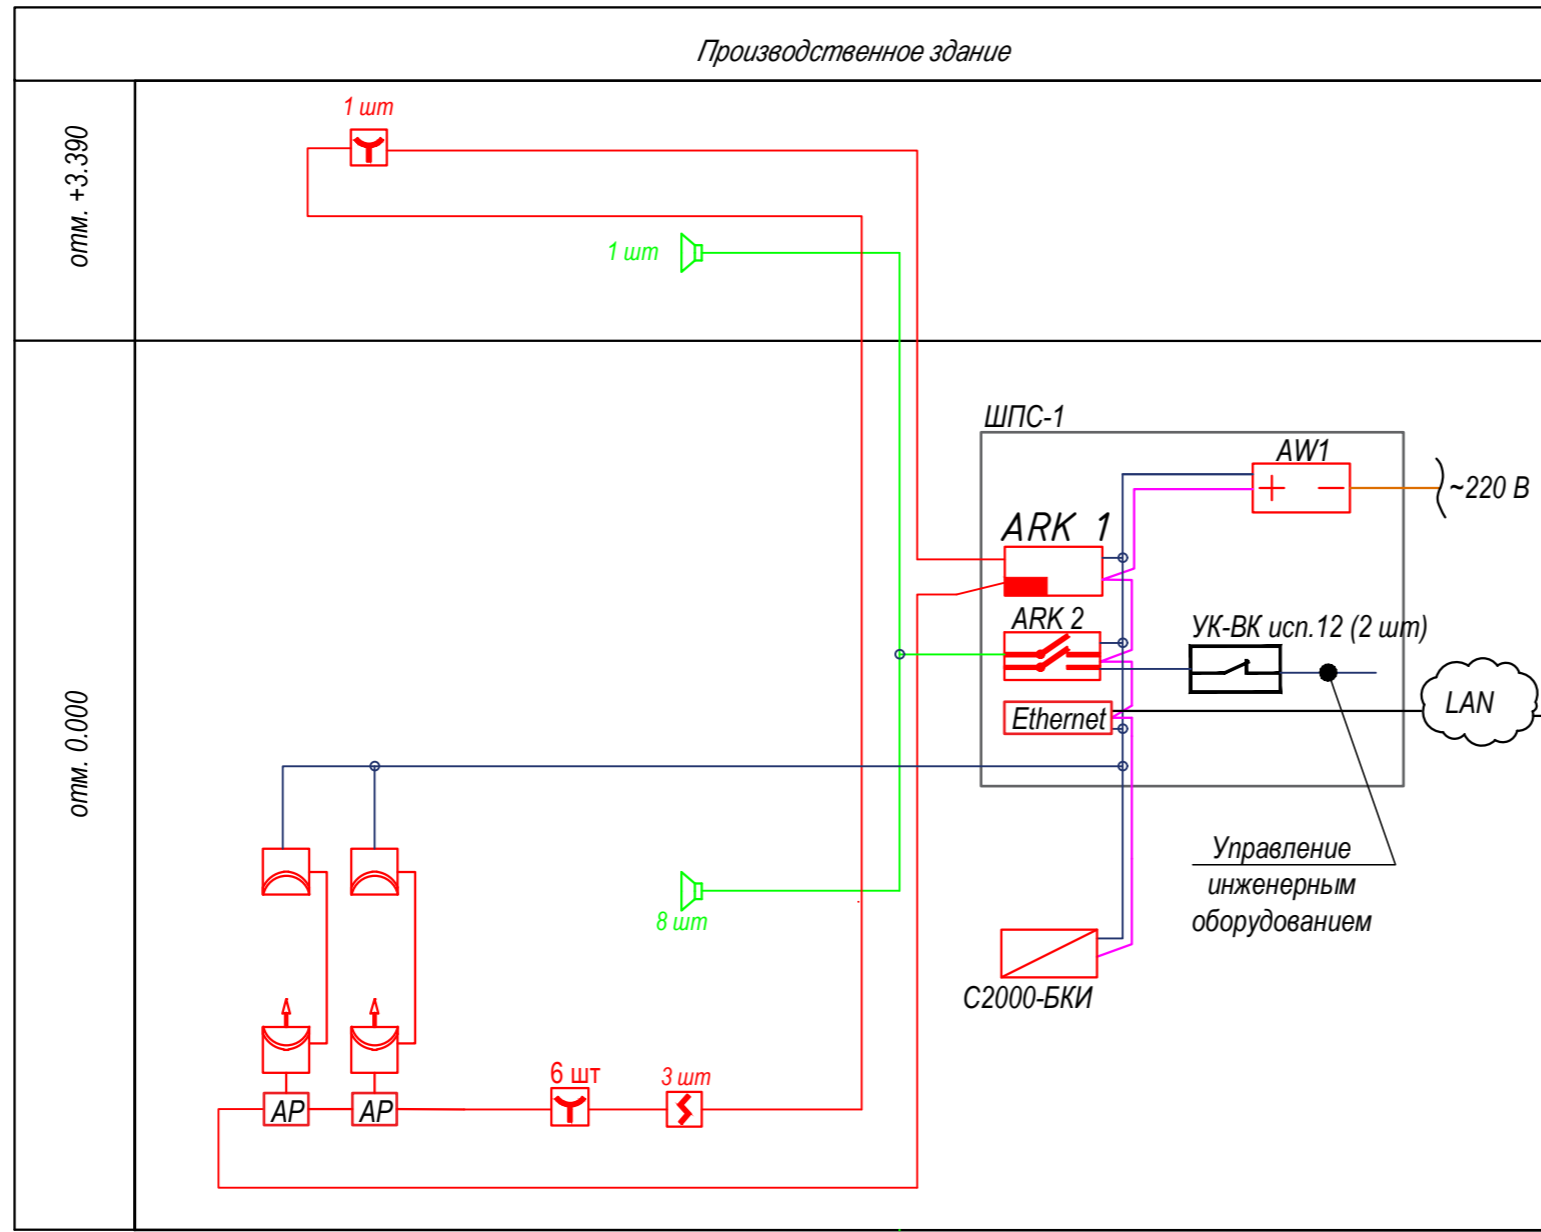 Производственное здание
отм. +3.390
1 шт
1 шт
отм. 0.000
ШПС-1
AW1
~220 В
ARK 1
ARK 2
УК-ВК исп.12 (2 шт)
Ethernet
LAN
Управление
инженерным
оборудованием
8 шт
С2000-БКИ
6 шт
3 шт
АР
АР